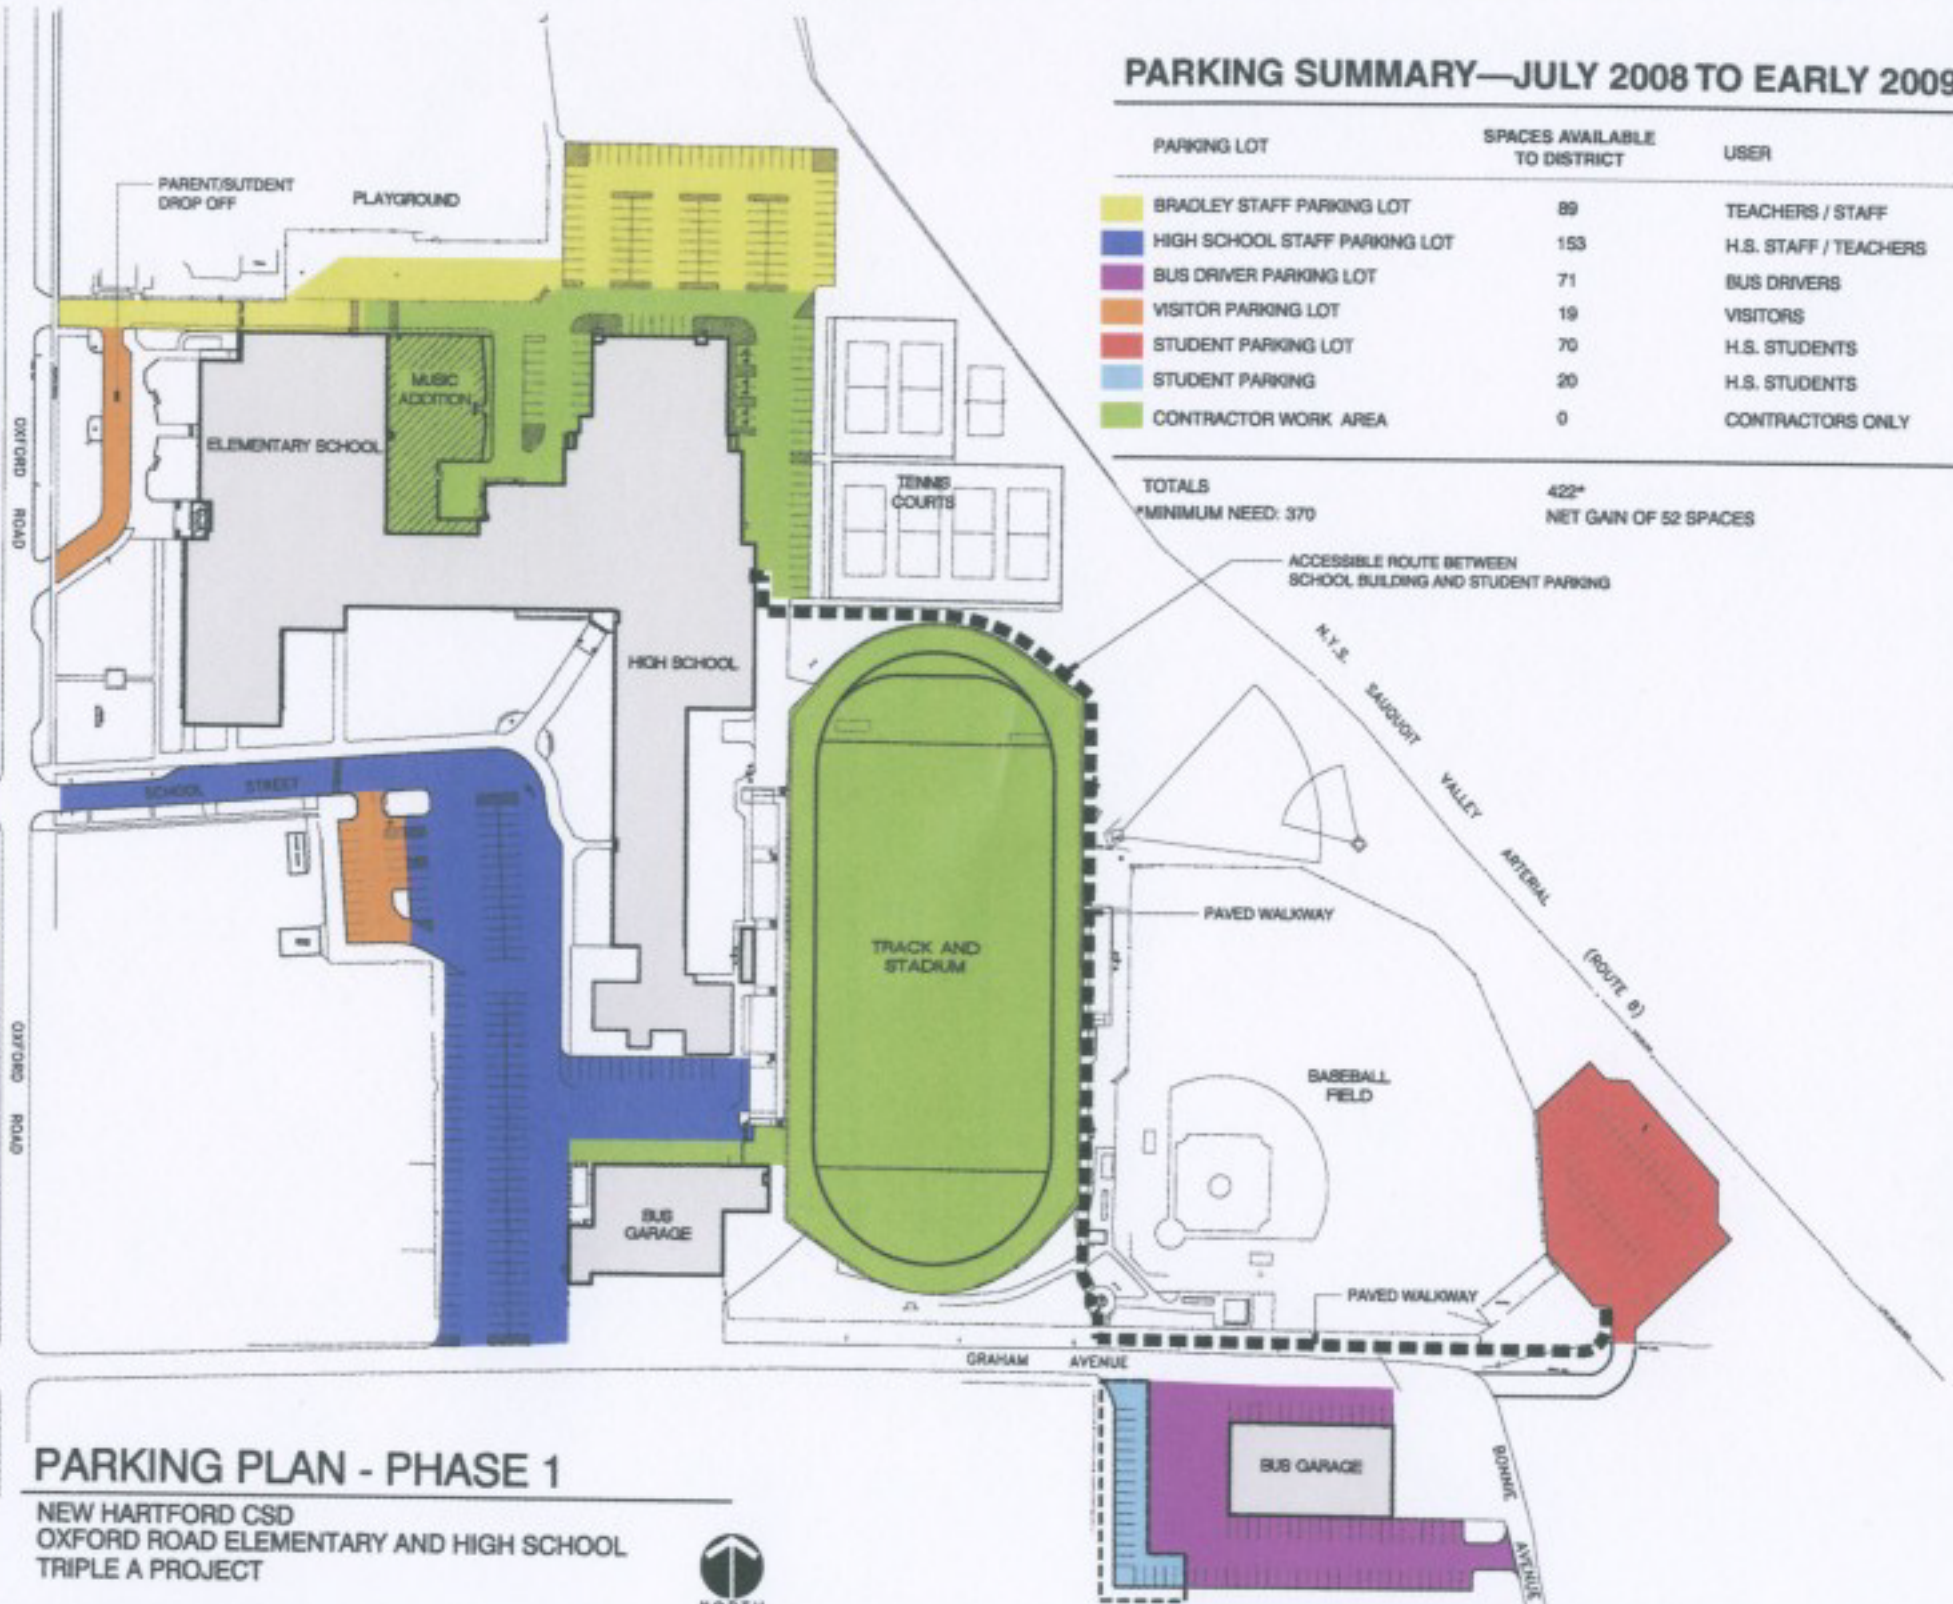 PARKING SUMMARY—JULY 2008 TO EARLY 2009
PARKING LOT SPACES AVAILABLE TO DISTRICT USER
BRADLEY STAFF PARKING LOT 89 TEACHERS / STAFF
HIGH SCHOOL STAFF PARKING LOT 153 H.S. STAFF / TEACHERS
BUS DRIVER PARKING LOT 71 BUS DRIVERS
VISITOR PARKING LOT 19 VISITORS
STUDENT PARKING LOT 70 H.S. STUDENTS
STUDENT PARKING 20 H.S. STUDENTS
CONTRACTOR WORK AREA 0 CONTRACTORS ONLY
TOTALS 422*
*MINIMUM NEED: 370 NET GAIN OF 52 SPACES
PARENT/SUTDENT
DROP OFF
PLAYGROUND
MUSIC
ADDITION
ELEMENTARY SCHOOL
OXFORD ROAD
TENNIS
COURTS
ACCESSIBLE ROUTE BETWEEN
SCHOOL BUILDING AND STUDENT PARKING
HIGH SCHOOL
N.Y.S. SAUQUOIT VALLEY ARTERIAL (ROUTE 8)
SCHOOL STREET
PAVED WALKWAY
TRACK AND
STADIUM
BASEBALL
FIELD
OXFORD ROAD
BUS
GARAGE
PAVED WALKWAY
GRAHAM AVENUE
BUS GARAGE
BONNIE AVENUE
PARKING PLAN - PHASE 1
NEW HARTFORD CSD
OXFORD ROAD ELEMENTARY AND HIGH SCHOOL
TRIPLE A PROJECT
NORTH